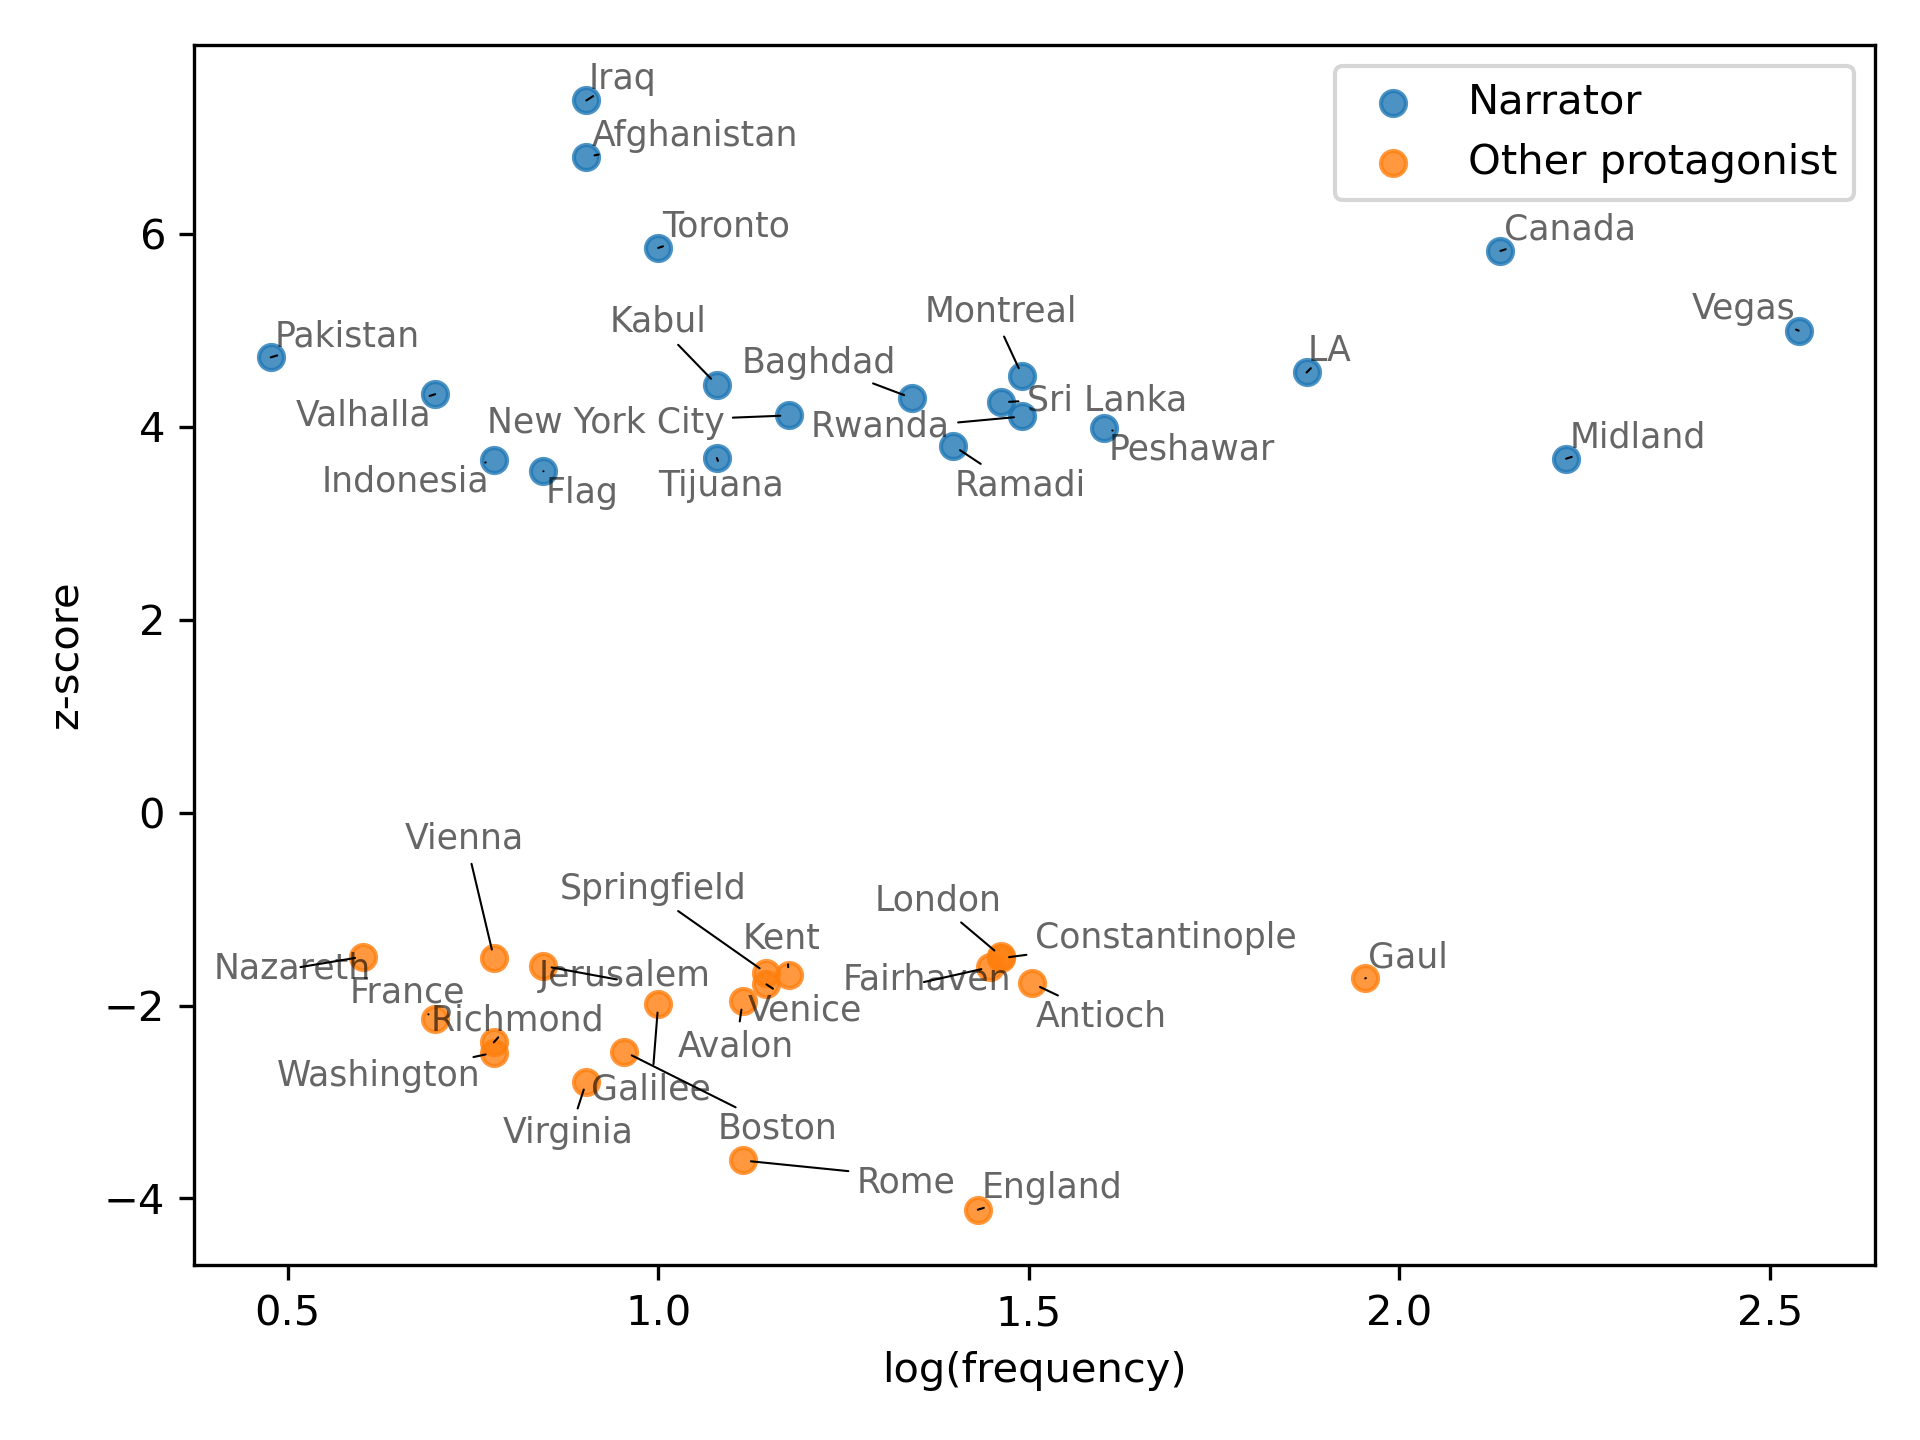 Iraq
Narrator
Afghanistan
Other protagonist
Toronto
Canada
6
Vegas
Montreal
Kabul
Pakistan
LA
Baghdad
Sri Lanka
Valhalla
New York City
Rwanda
4
Midland
Peshawar
Indonesia
Flag
Tijuana
Ramadi
z-score
2
0
Vienna
Springfield
London
Kent
Constantinople
Gaul
Nazareth
Jerusalem
Fairhaven
France
−2
Richmond
Venice
Antioch
Avalon
Washington
Galilee
Virginia
Boston
Rome
England
−4
0.5 1.0 1.5 2.0 2.5
log(frequency)